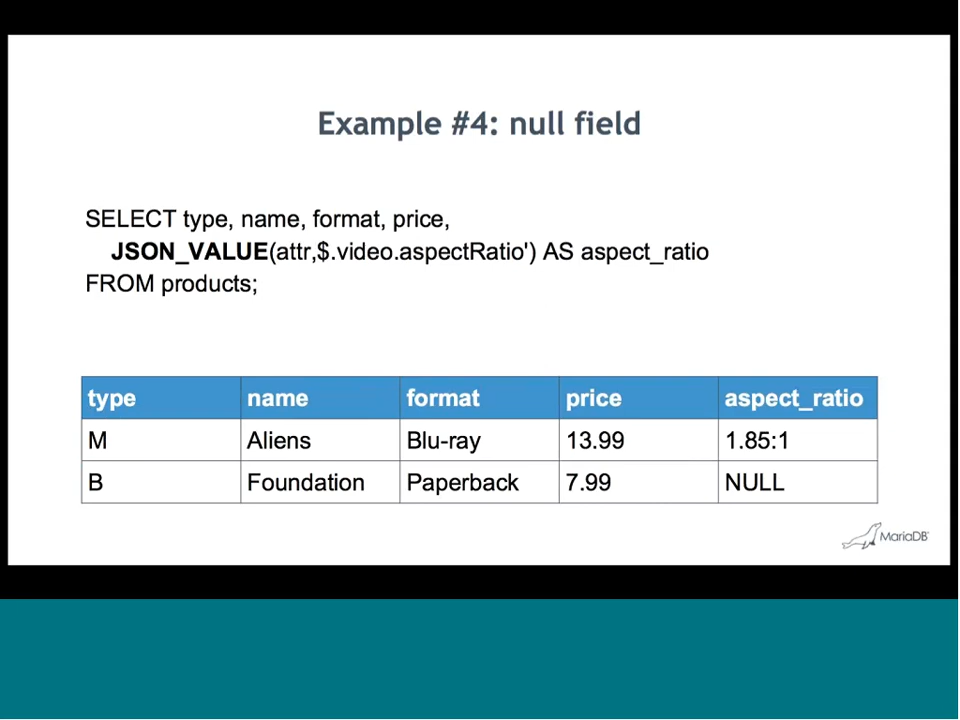 Example #4: null field
SELECT type, name, format, price,
JSON_VALUE(attr,$.video.aspectRatio') AS aspect_ratio
FROM products;
type name format price aspect_ratio
M Aliens Blu-ray 13.99 1.85:1
B Foundation Paperback 7.99 NULL
MariaDB